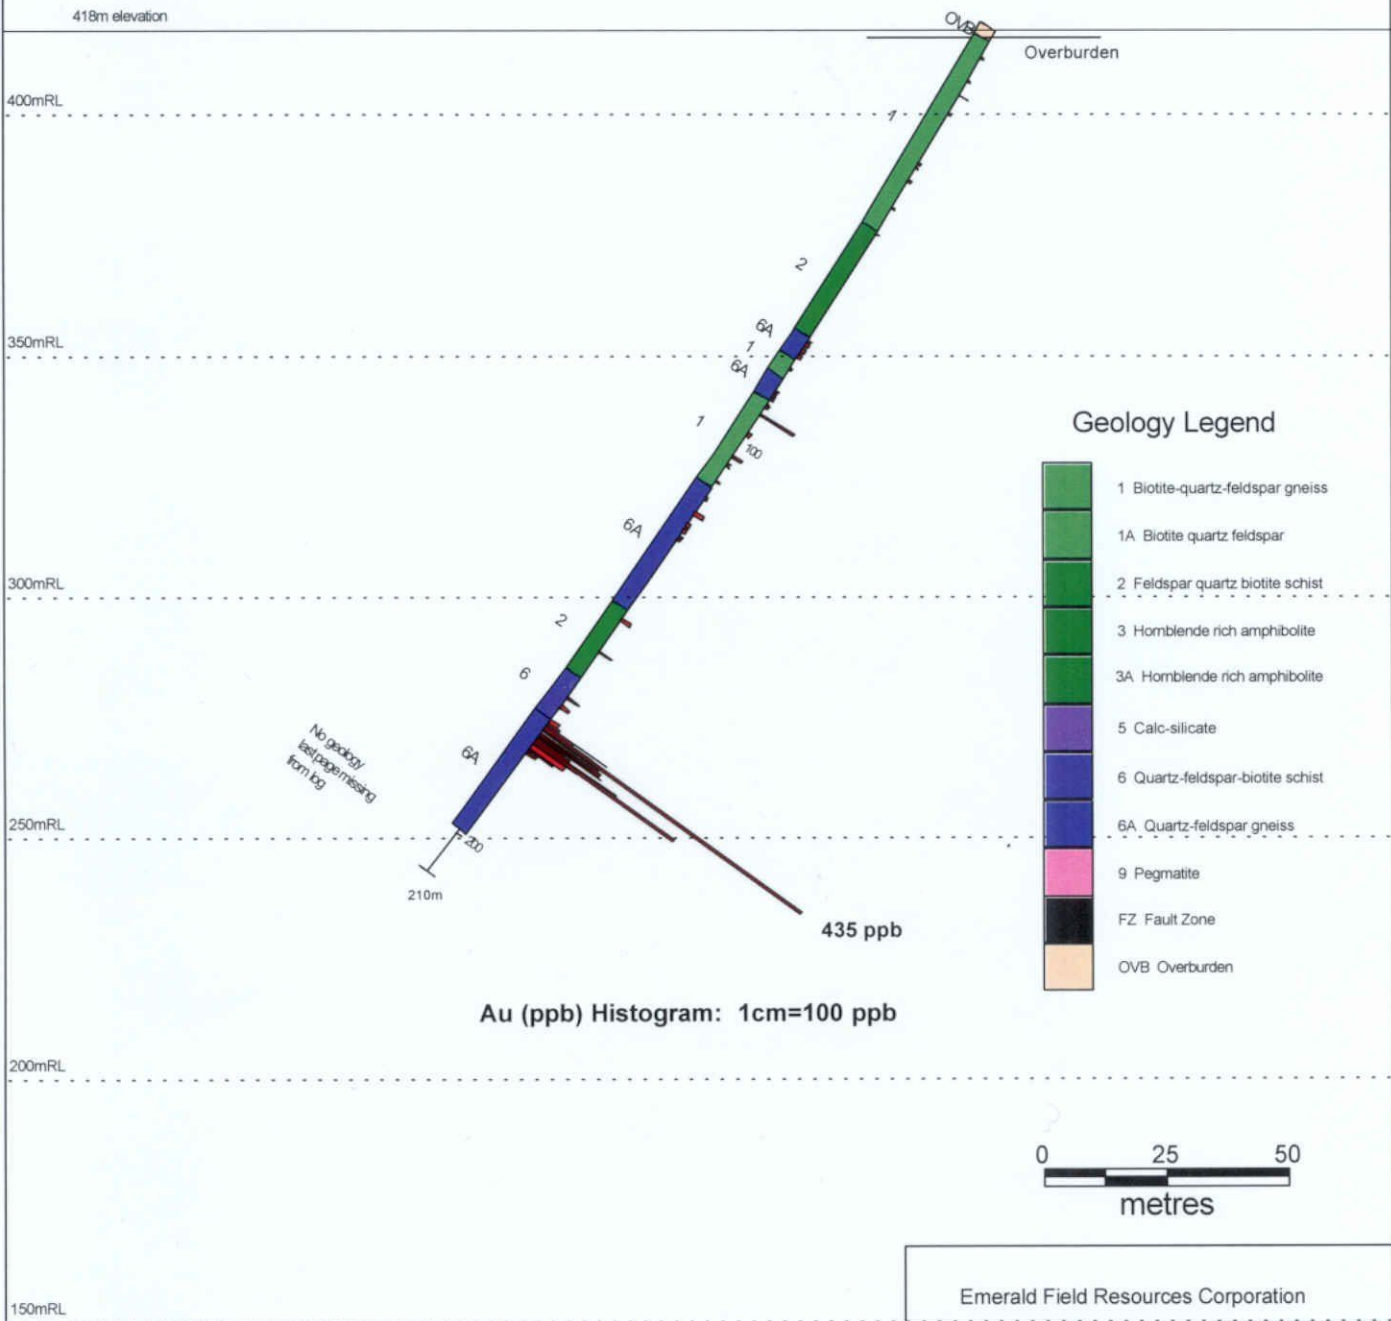 418m elevation
OVB
Overburden
400mRL
1
2
6A
1
350mRL
6A
1
100
Geology Legend
1 Biotite-quartz-feldspar gneiss
1A Biotite quartz feldspar
2 Feldspar quartz biotite schist
3 Hornblende rich amphibolite
3A Hornblende rich amphibolite
5 Calc-silicate
6 Quartz-feldspar-biotite schist
6A Quartz-feldspar gneiss
9 Pegmatite
FZ Fault Zone
OVB Overburden
6A
300mRL
2
6
6A
No geology
last page missing
from log
250mRL
200
210m
435 ppb
Au (ppb) Histogram: 1cm=100 ppb
200mRL
0 25 50
metres
Emerald Field Resources Corporation
150mRL